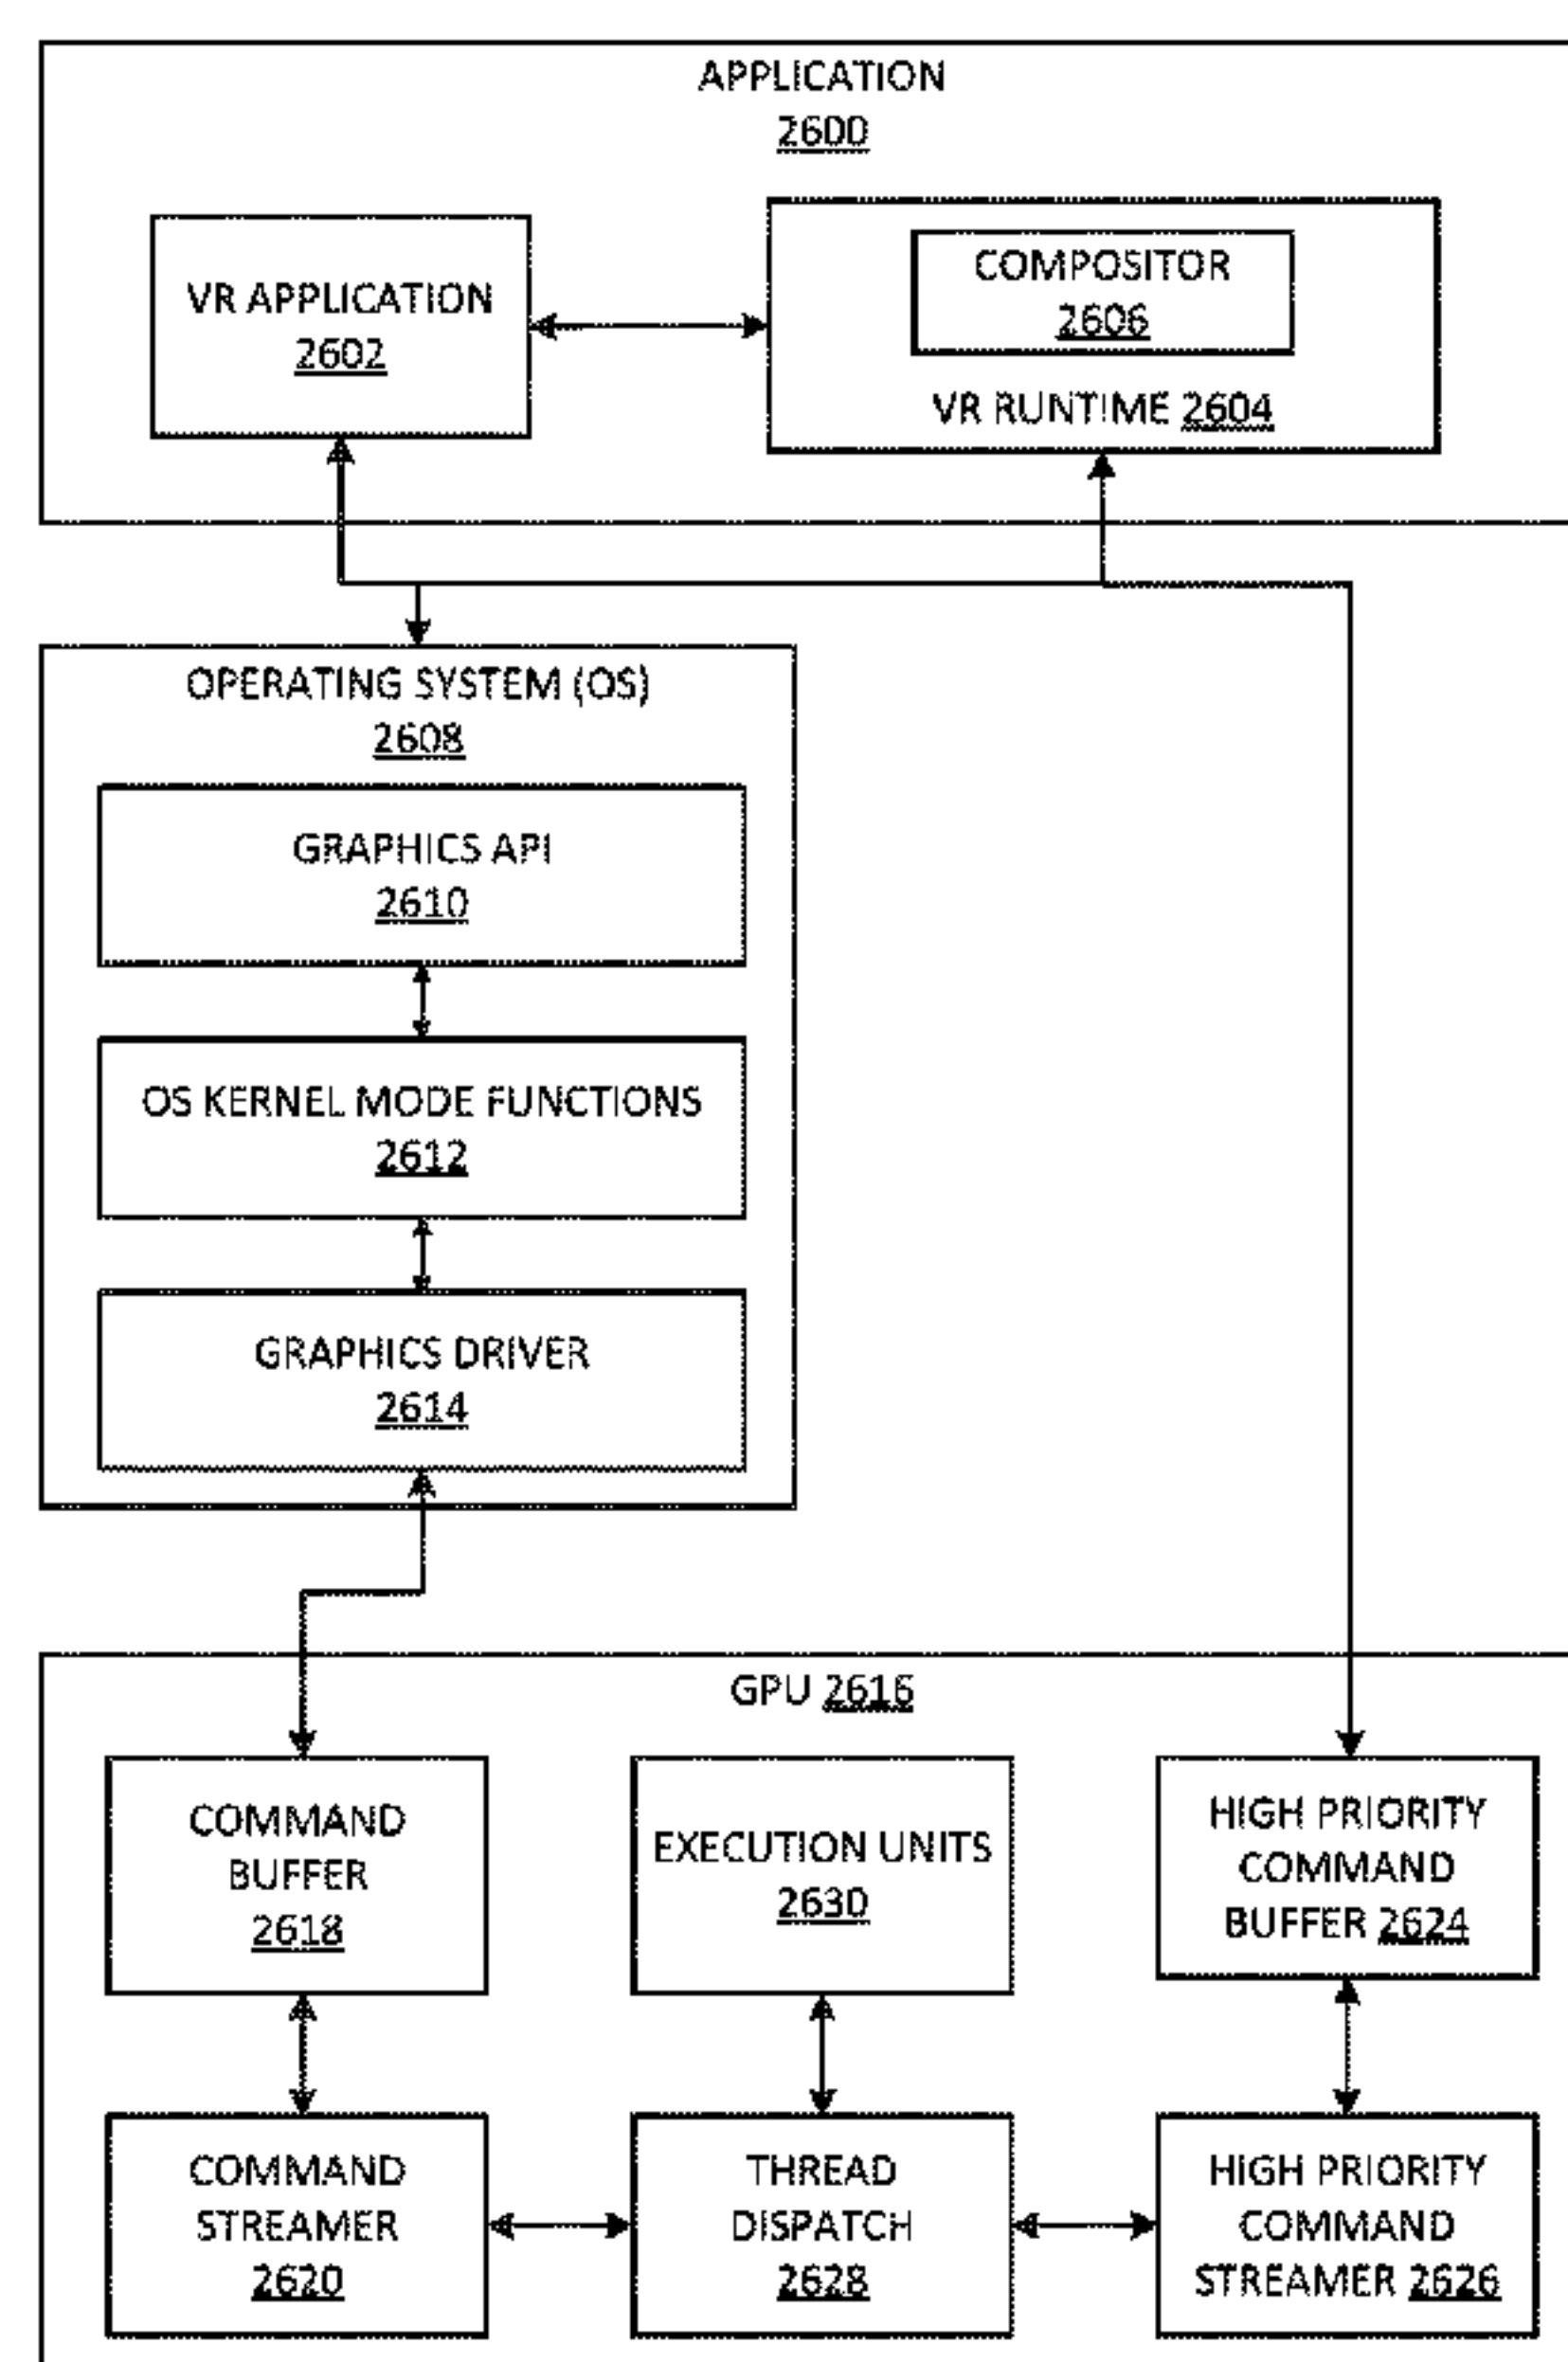 APPLICATION
2600
VR APPLICATION
2602
COMPOSITOR
2606
VR RUNTIME 2604
OPERATING SYSTEM (OS)
2608
GRAPHICS API
2610
OS KERNEL MODE FUNCTIONS
2612
GRAPHICS DRIVER
2614
GPU 2616
COMMAND
BUFFER
2618
EXECUTION UNITS
2630
HIGH PRIORITY
COMMAND
BUFFER 2624
COMMAND
STREAMER
2620
THREAD
DISPATCH
2628
HIGH PRIORITY
COMMAND
STREAMER 2626